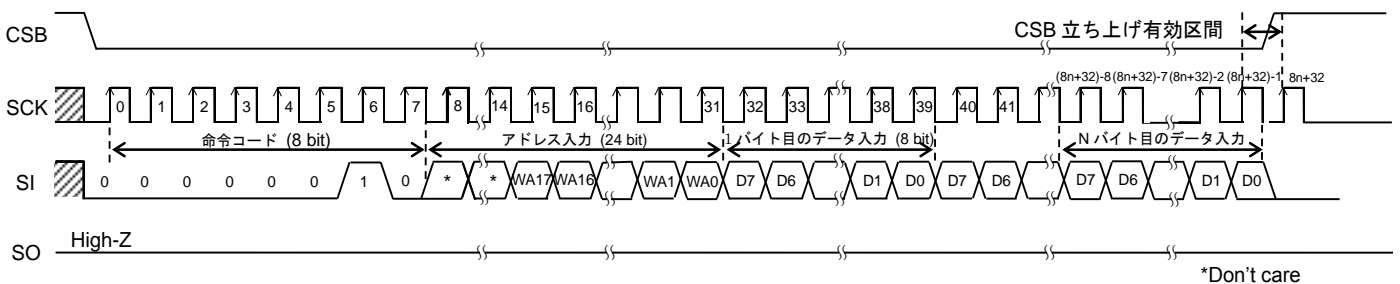 CSB
CSB 立ち上げ有効区間
(8n+32)-8 (8n+32)-7 (8n+32)-2 (8n+32)-1 8n+32
SCK
0 1 2 3 4 5 6 7 8 14 15 16 31 32 33 38 39 40 41
命令コード (8 bit)
アドレス入力 (24 bit)
1 バイト目のデータ入力 (8 bit)
N バイト目のデータ入力
SI
0 0 0 0 0 0 1 0 * * WA17 WA16 WA1 WA0 D7 D6 D1 D0 D7 D6 D7 D6 D1 D0
High-Z
SO
*Don't care